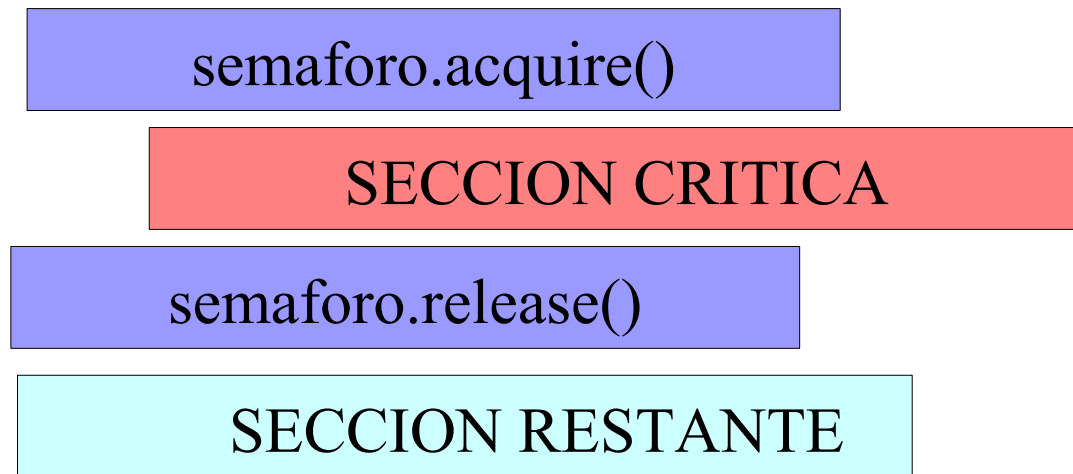 semaforo.acquire()
SECCION CRITICA
semaforo.release()
SECCION RESTANTE